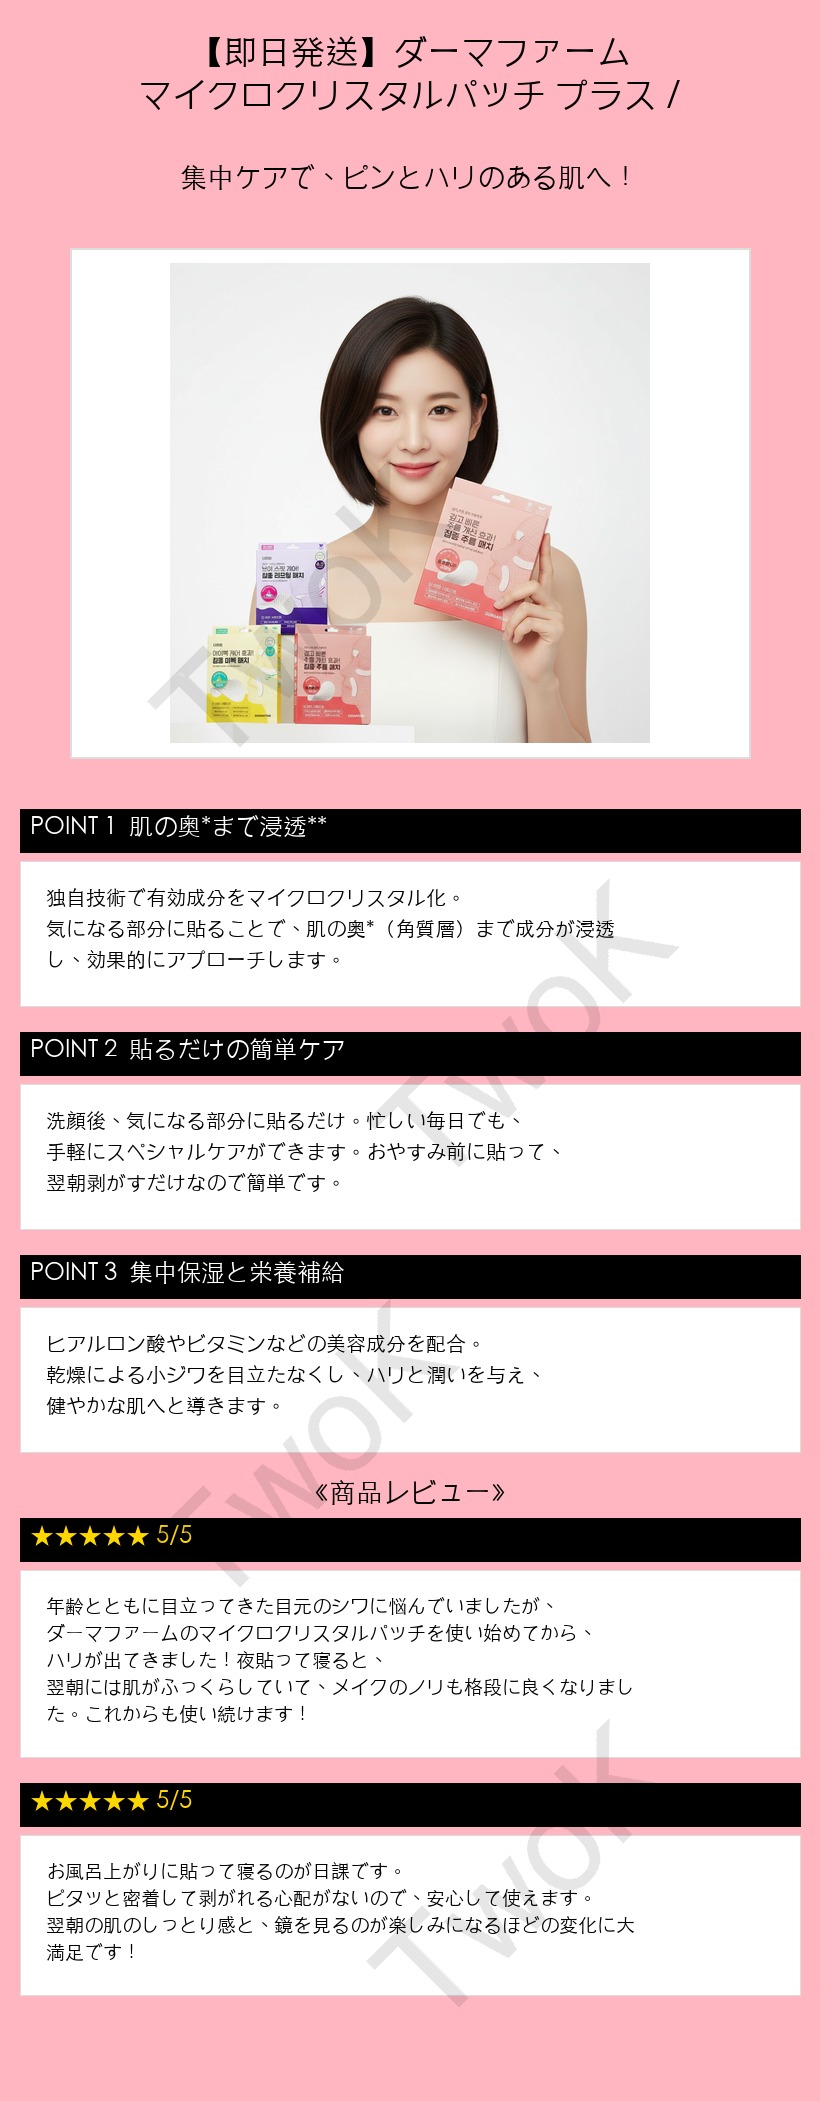 【即日発送】ダーマファーム
マイクロクリスタルパッチ プラス /
集中ケアで、ピンとハリのある肌へ！
깊고 빠른
주름 개선 효과!
집중 주름 패치
집중 리프팅 패치
집중 미백 패치
깊고 빠른
주름 개선 효과!
집중 주름 패치
TwoK
POINT 1 肌の奥*まで浸透**
独自技術で有効成分をマイクロクリスタル化。
気になる部分に貼ることで、肌の奥*（角質層）まで成分が浸透
し、効果的にアプローチします。
TwoK
POINT 2 貼るだけの簡単ケア
洗顔後、気になる部分に貼るだけ。忙しい毎日でも、
手軽にスペシャルケアができます。おやすみ前に貼って、
翌朝剥がすだけなので簡単です。
POINT 3 集中保湿と栄養補給
ヒアルロン酸やビタミンなどの美容成分を配合。
乾燥による小ジワを目立たなくし、ハリと潤いを与え、
健やかな肌へと導きます。
TwoK
《商品レビュー》
★★★★★ 5/5
年齢とともに目立ってきた目元のシワに悩んでいましたが、
ダーマファームのマイクロクリスタルパッチを使い始めてから、
ハリが出てきました！夜貼って寝ると、
翌朝には肌がふっくらしていて、メイクのノリも格段に良くなりまし
た。これからも使い続けます！
★★★★★ 5/5
お風呂上がりに貼って寝るのが日課です。
ピタッと密着して剥がれる心配がないので、安心して使えます。
翌朝の肌のしっとり感と、鏡を見るのが楽しみになるほどの変化に大
満足です！
TwoK